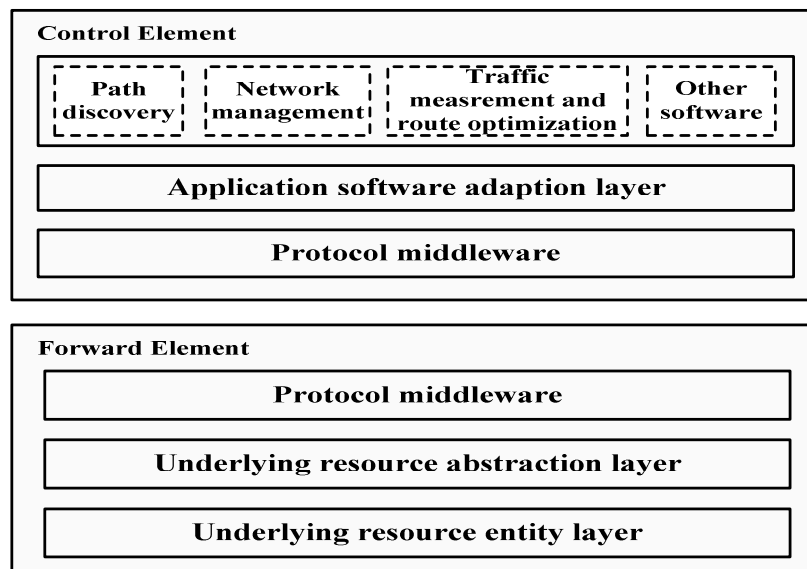 Control Element
Path
discovery
Network
management
Traffic
measrement and
route optimization
Other
software
Application software adaption layer
Protocol middleware
Forward Element
Protocol middleware
Underlying resource abstraction layer
Underlying resource entity layer